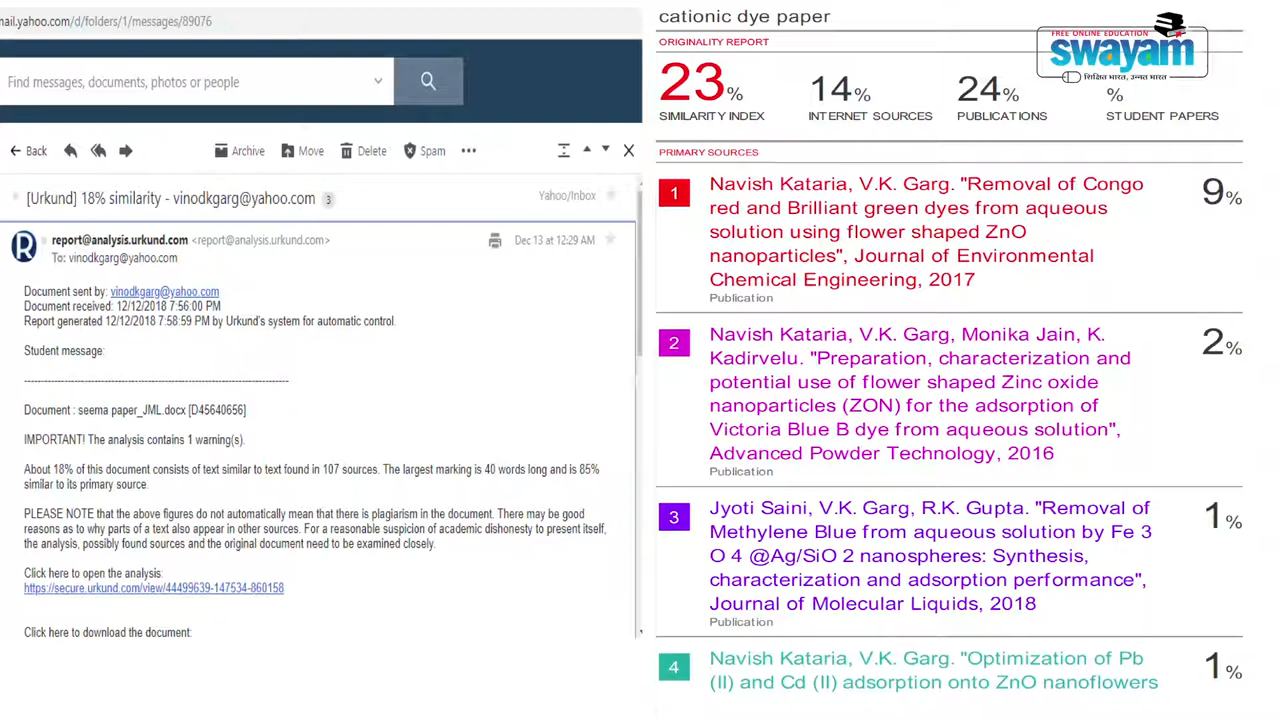 mail.yahoo.com/d/folders/1/messages/89076
Find messages, documents, photos or people
Back
Archive
Move
Delete
Spam
[Urkund] 18% similarity - vinodkgarg@yahoo.com 3
Yahoo/Inbox
report@analysis.urkund.com <report@analysis.urkund.com>
Dec 13 at 12:29 AM
To: vinodkgarg@yahoo.com
Document sent by: vinodkgarg@yahoo.com
Document received: 12/12/2018 7:56:00 PM
Report generated 12/12/2018 7:58:59 PM by Urkund's system for automatic control.
Student message:
Document : seema paper_JML.docx [D45640656]
IMPORTANT! The analysis contains 1 warning(s).
About 18% of this document consists of text similar to text found in 107 sources. The largest marking is 40 words long and is 85%
similar to its primary source.
PLEASE NOTE that the above figures do not automatically mean that there is plagiarism in the document. There may be good
reasons as to why parts of a text also appear in other sources. For a reasonable suspicion of academic dishonesty to present itself,
the analysis, possibly found sources and the original document need to be examined closely.
Click here to open the analysis:
https://secure.urkund.com/view/44499639-147534-860158
Click here to download the document:
cationic dye paper
ORIGINALITY REPORT
FREE ONLINE EDUCATION
swayam
शिक्षित भारत, उन्नत भारत
23%
SIMILARITY INDEX
14%
INTERNET SOURCES
24%
PUBLICATIONS
%
STUDENT PAPERS
PRIMARY SOURCES
1
Navish Kataria, V.K. Garg. "Removal of Congo
red and Brilliant green dyes from aqueous
solution using flower shaped ZnO
nanoparticles", Journal of Environmental
Chemical Engineering, 2017
Publication
9%
2
Navish Kataria, V.K. Garg, Monika Jain, K.
Kadirvelu. "Preparation, characterization and
potential use of flower shaped Zinc oxide
nanoparticles (ZON) for the adsorption of
Victoria Blue B dye from aqueous solution",
Advanced Powder Technology, 2016
Publication
2%
3
Jyoti Saini, V.K. Garg, R.K. Gupta. "Removal of
Methylene Blue from aqueous solution by Fe 3
O 4 @Ag/SiO 2 nanospheres: Synthesis,
characterization and adsorption performance",
Journal of Molecular Liquids, 2018
Publication
1%
4
Navish Kataria, V.K. Garg. "Optimization of Pb
(II) and Cd (II) adsorption onto ZnO nanoflowers
1%